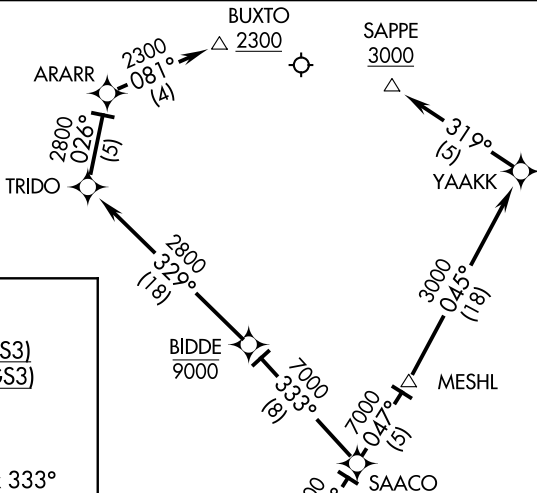 BUXTO
2300
SAPPE
3000
ARARR
2300
081°
(4)
2800
026°
(5)
319°
(5)
YAAKK
TRIDO
2800
329°
(18)
3000
045°
(18)
BIDDE
9000
7000
333°
(8)
MESHL
7000
047°
(5)
SAACO
S3)
GS3)
333°